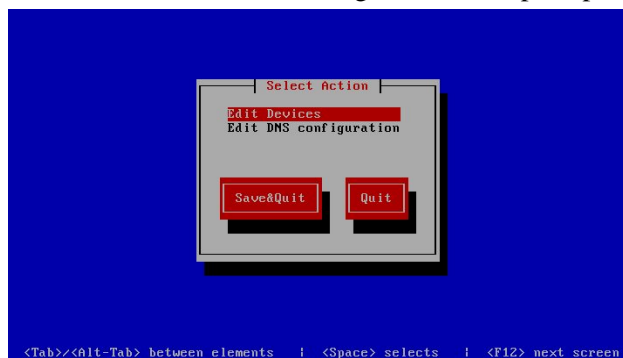 Select Action
Edit Devices
Edit DNS configuration
Save&Quit Quit
<Tab>/<Alt-Tab> between elements | <Space> selects | <F12> next screen